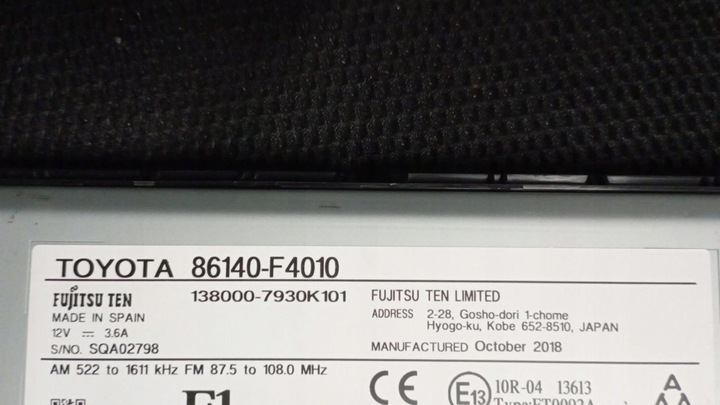 TOYOTA 86140-F4010
FUJITSU TEN 138000-7930K101
MADE IN SPAIN
12V ⎓ 3.6A
S/NO. SQA02798
FUJITSU TEN LIMITED
ADDRESS 2-28, Gosho-dori 1-chome
Hyogo-ku, Kobe 652-8510, JAPAN
MANUFACTURED October 2018
AM 522 to 1611 kHz FM 87.5 to 108.0 MHz
CE
E13
10R-04 13613